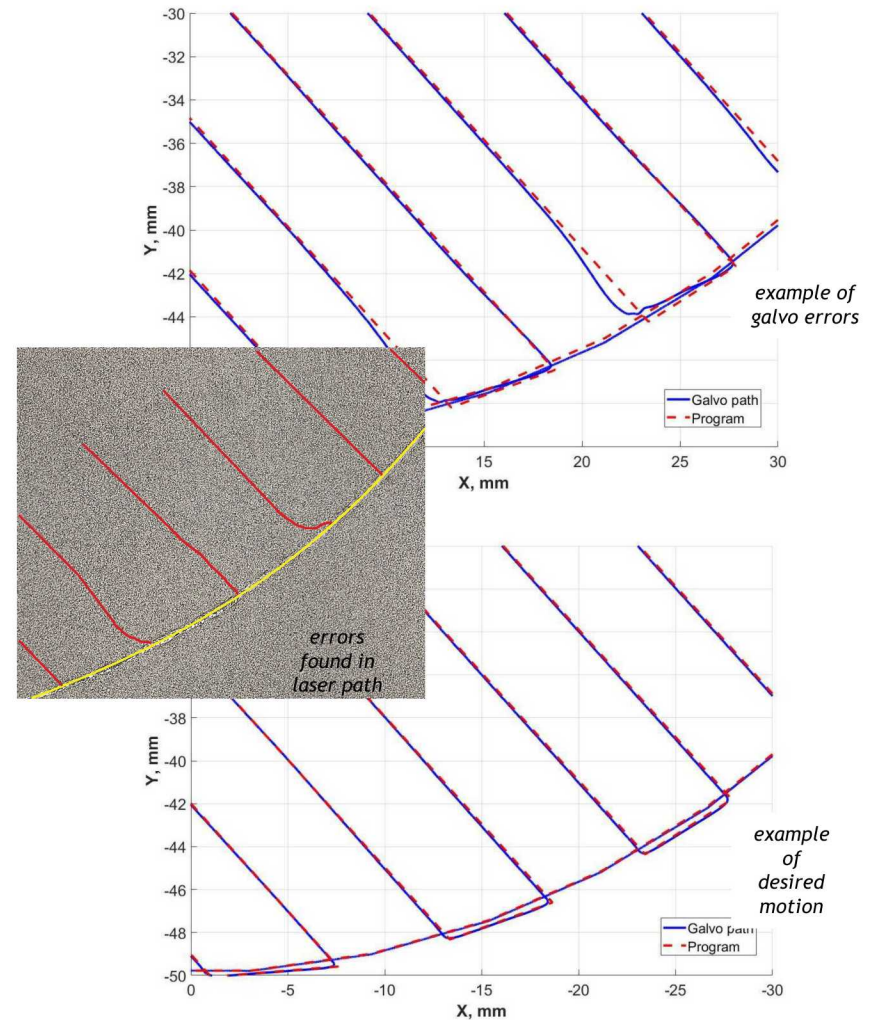 -30
-32
-34
-36
-38
-40
-42
-44
Y, mm
15
20
25
30
X, mm
Galvo path
Program
example of
galvo errors
errors
found in
laser path
-38
-40
-42
-44
-46
-48
-50
Y, mm
0
-5
-10
-15
-20
-25
-30
X, mm
Galvo path
Program
example
of
desired
motion